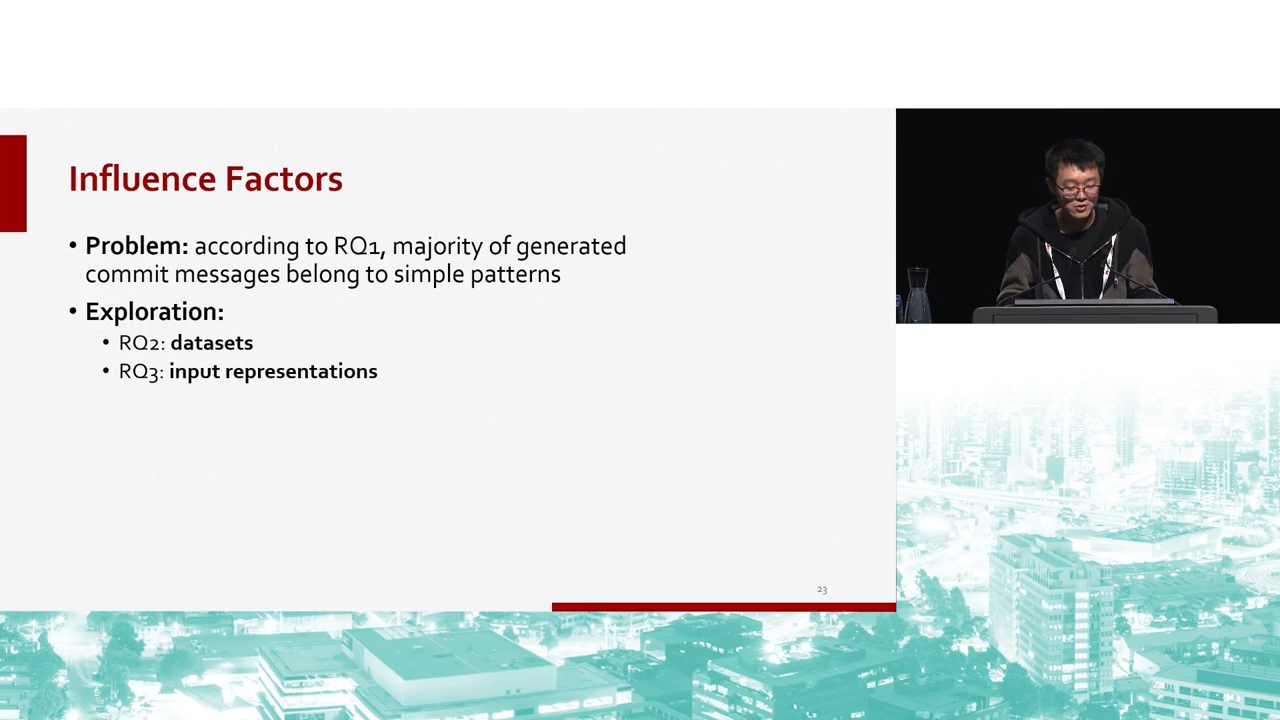 Influence Factors
• Problem: according to RQ1, majority of generated
commit messages belong to simple patterns
• Exploration:
• RQ2: datasets
• RQ3: input representations
23